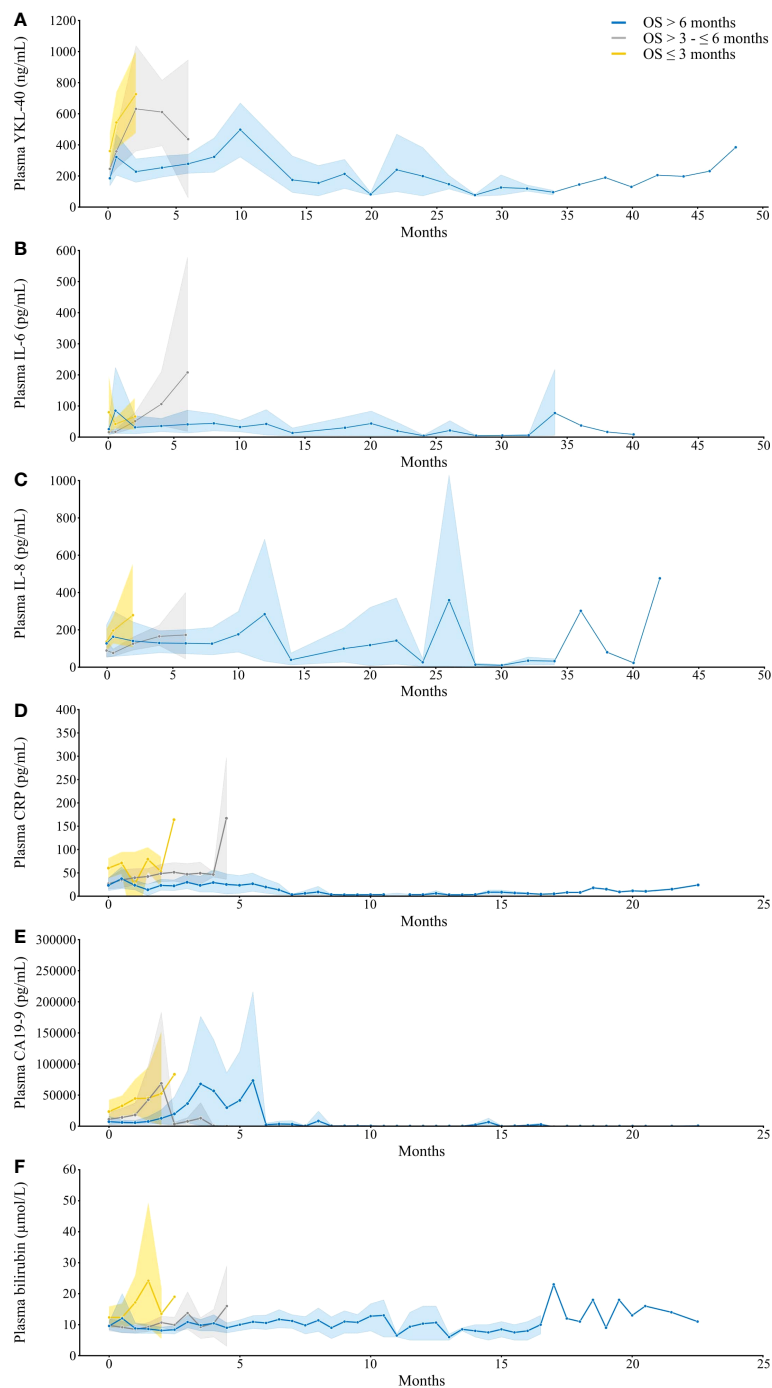 A
OS > 6 months
OS > 3 - ≤ 6 months
OS ≤ 3 months
Plasma YKL-40 (ng/mL)
1200
1000
800
600
400
200
0
0 5 10 15 20 25 30 35 40 45 50
Months
B
Plasma IL-6 (pg/mL)
600
500
400
300
200
100
0
0 5 10 15 20 25 30 35 40 45 50
Months
C
Plasma IL-8 (pg/mL)
1000
800
600
400
200
0
0 5 10 15 20 25 30 35 40 45 50
Months
D
Plasma CRP (pg/mL)
400
350
300
250
200
150
100
50
0
0 5 10 15 20 25
Months
E
Plasma CA19-9 (pg/mL)
300000
250000
200000
150000
100000
50000
0
0 5 10 15 20 25
Months
F
Plasma bilirubin (μmol/L)
60
50
40
30
20
10
0
0 5 10 15 20 25
Months